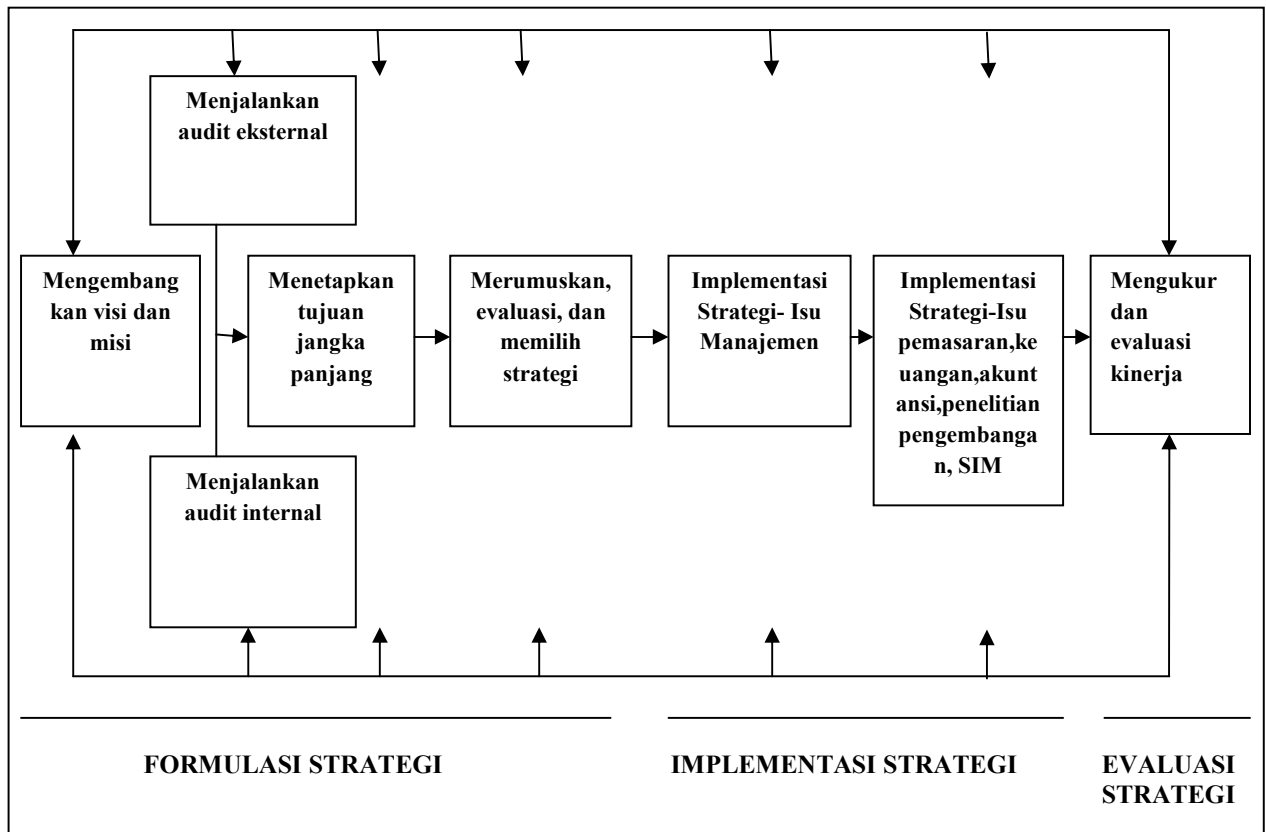 Menjalankan
audit eksternal
Mengembang
kan visi dan
misi
Menetapkan
tujuan
jangka
panjang
Merumuskan,
evaluasi, dan
memilih
strategi
Implementasi
Strategi- Isu
Manajemen
Implementasi
Strategi-Isu
pemasaran,ke
uangan,akunt
ansi,penelitian
pengembanga
n, SIM
Mengukur
dan
evaluasi
kinerja
Menjalankan
audit internal
FORMULASI STRATEGI
IMPLEMENTASI STRATEGI
EVALUASI
STRATEGI